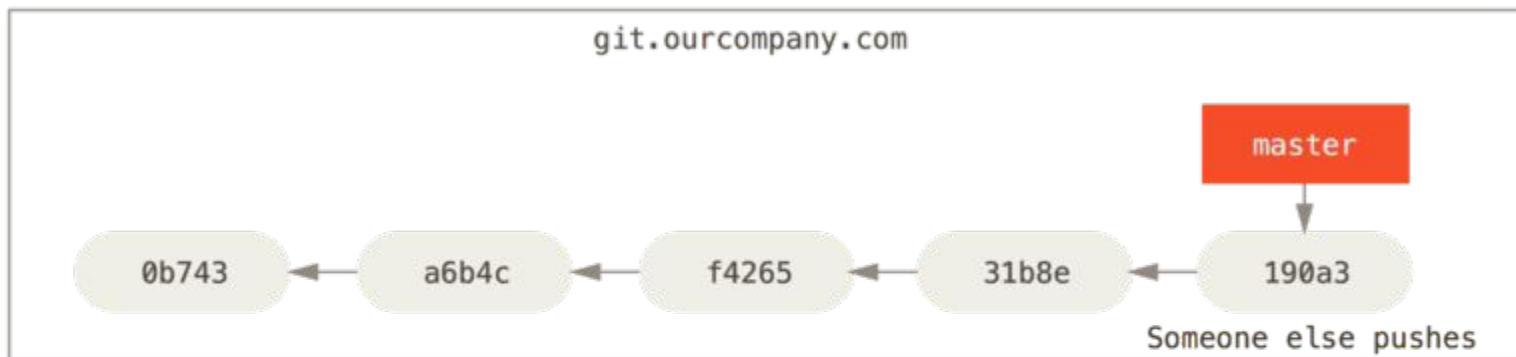 git.ourcompany.com
master
0b743 a6b4c f4265 31b8e 190a3
Someone else pushes